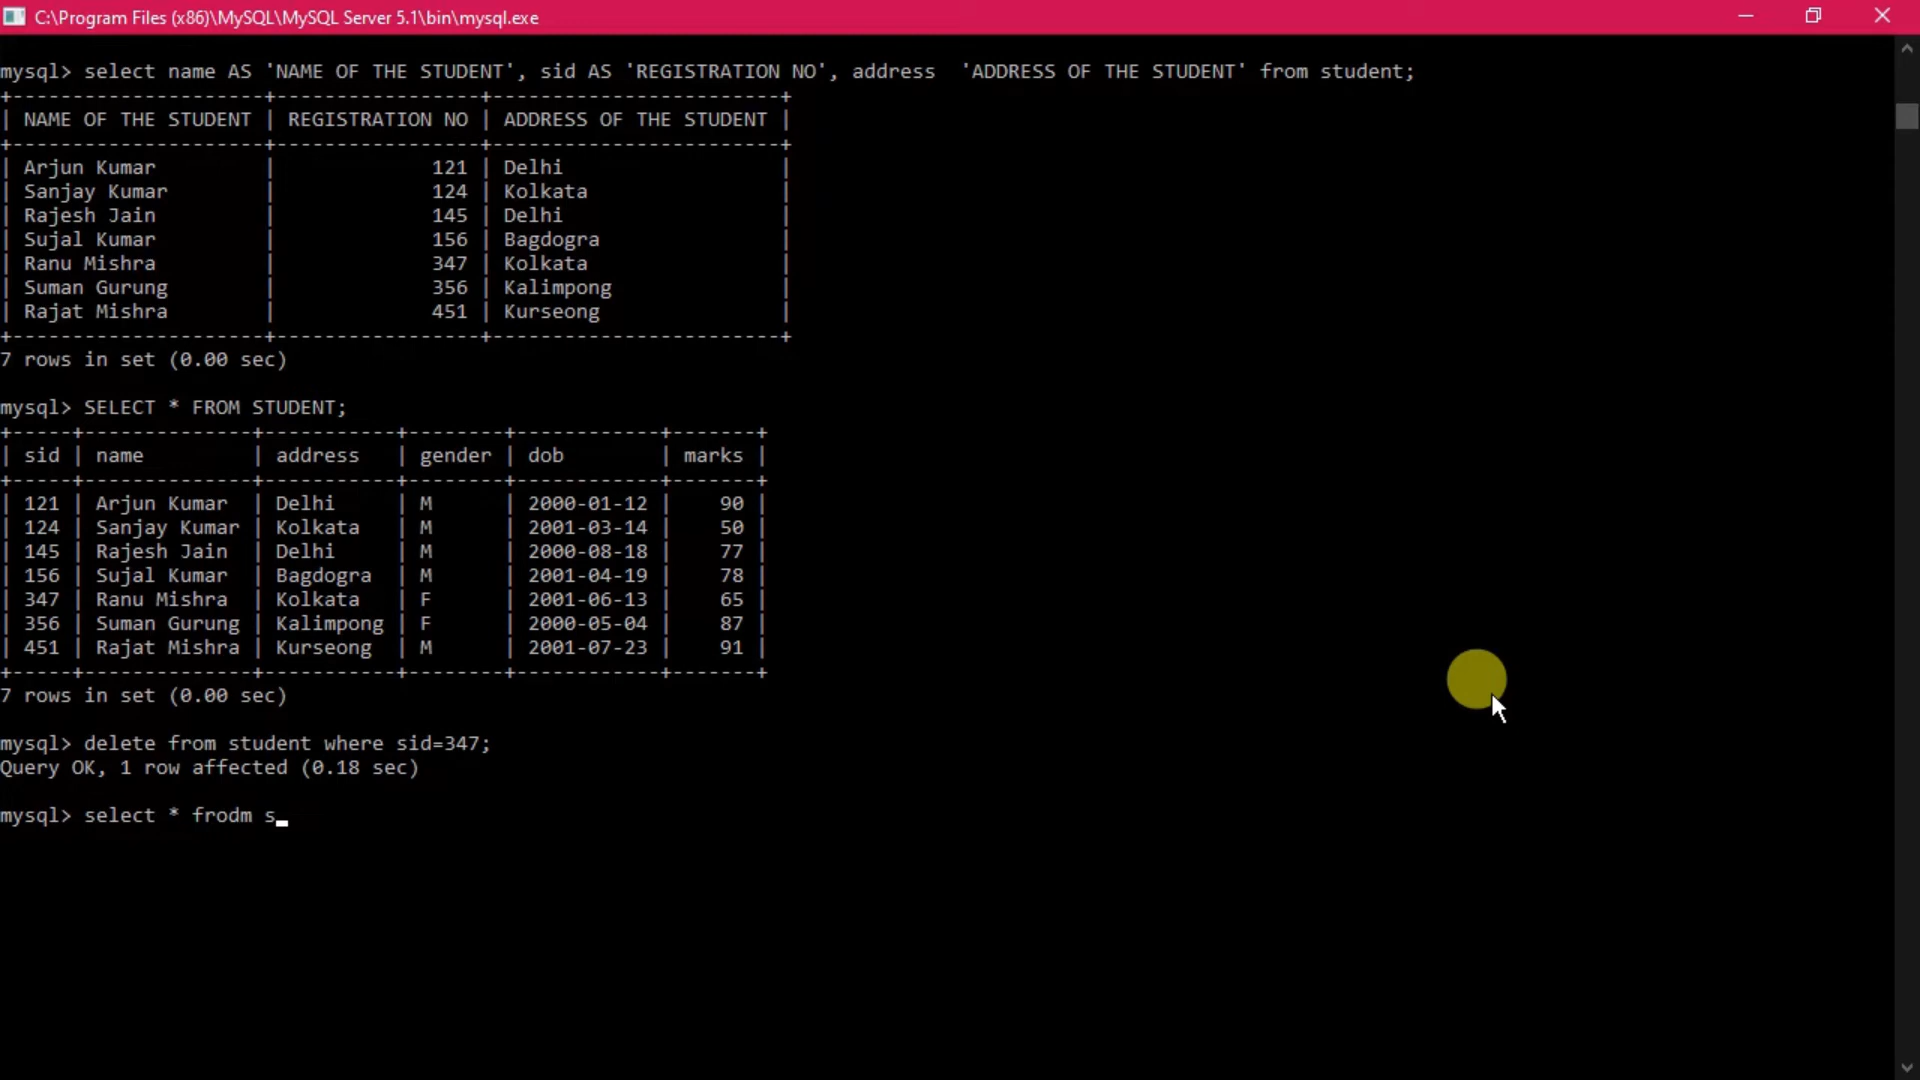 C:\Program Files (x86)\MySQL\MySQL Server 5.1\bin\mysql.exe
mysql> select name AS 'NAME OF THE STUDENT', sid AS 'REGISTRATION NO', address  'ADDRESS OF THE STUDENT' from student;
+---------------------+-----------------+------------------------+
| NAME OF THE STUDENT | REGISTRATION NO | ADDRESS OF THE STUDENT |
+---------------------+-----------------+------------------------+
| Arjun Kumar         |             121 | Delhi                  |
| Sanjay Kumar        |             124 | Kolkata                |
| Rajesh Jain         |             145 | Delhi                  |
| Sujal Kumar         |             156 | Bagdogra               |
| Ranu Mishra         |             347 | Kolkata                |
| Suman Gurung        |             356 | Kalimpong              |
| Rajat Mishra        |             451 | Kurseong               |
+---------------------+-----------------+------------------------+
7 rows in set (0.00 sec)
mysql> SELECT * FROM STUDENT;
+-----+--------------+-----------+--------+------------+-------+
| sid | name         | address   | gender | dob        | marks |
+-----+--------------+-----------+--------+------------+-------+
| 121 | Arjun Kumar  | Delhi     | M      | 2000-01-12 |    90 |
| 124 | Sanjay Kumar | Kolkata   | M      | 2001-03-14 |    50 |
| 145 | Rajesh Jain  | Delhi     | M      | 2000-08-18 |    77 |
| 156 | Sujal Kumar  | Bagdogra  | M      | 2001-04-19 |    78 |
| 347 | Ranu Mishra  | Kolkata   | F      | 2001-06-13 |    65 |
| 356 | Suman Gurung | Kalimpong | F      | 2000-05-04 |    87 |
| 451 | Rajat Mishra | Kurseong  | M      | 2001-07-23 |    91 |
+-----+--------------+-----------+--------+------------+-------+
7 rows in set (0.00 sec)
mysql> delete from student where sid=347;
Query OK, 1 row affected (0.18 sec)
mysql> select * frodm s_